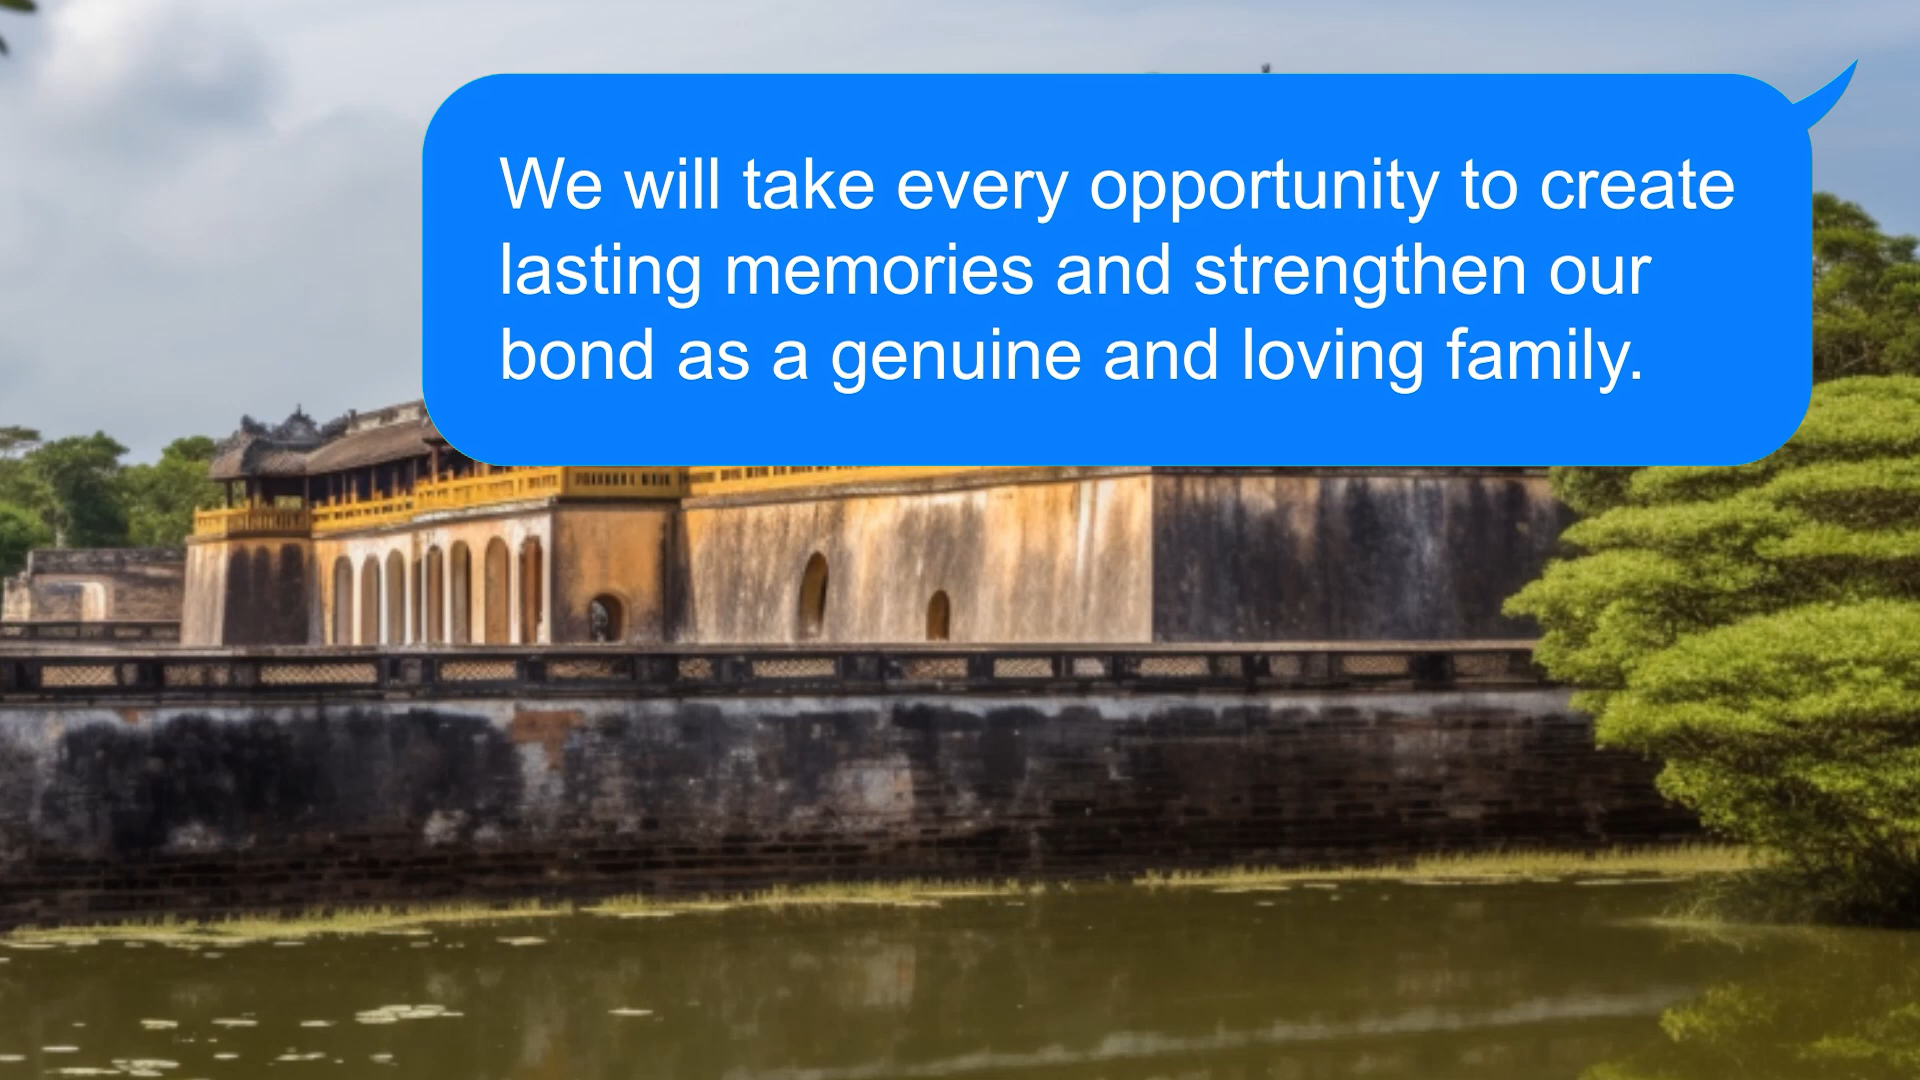 We will take every opportunity to create
lasting memories and strengthen our
bond as a genuine and loving family.